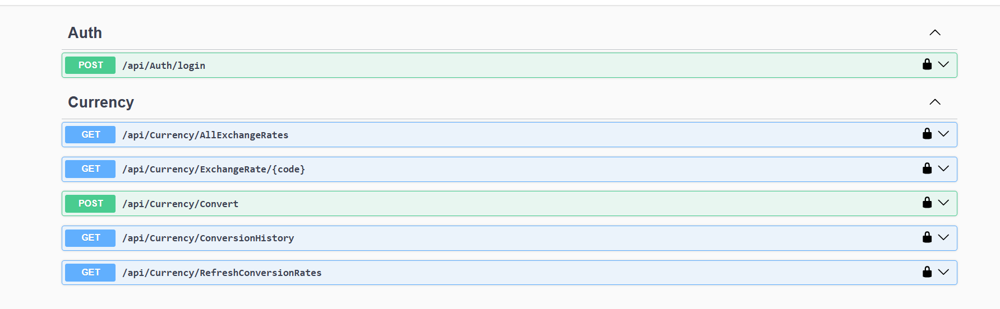 Auth
POST /api/Auth/login
Currency
GET /api/Currency/AllExchangeRates
GET /api/Currency/ExchangeRate/{code}
POST /api/Currency/Convert
GET /api/Currency/ConversionHistory
GET /api/Currency/RefreshConversionRates